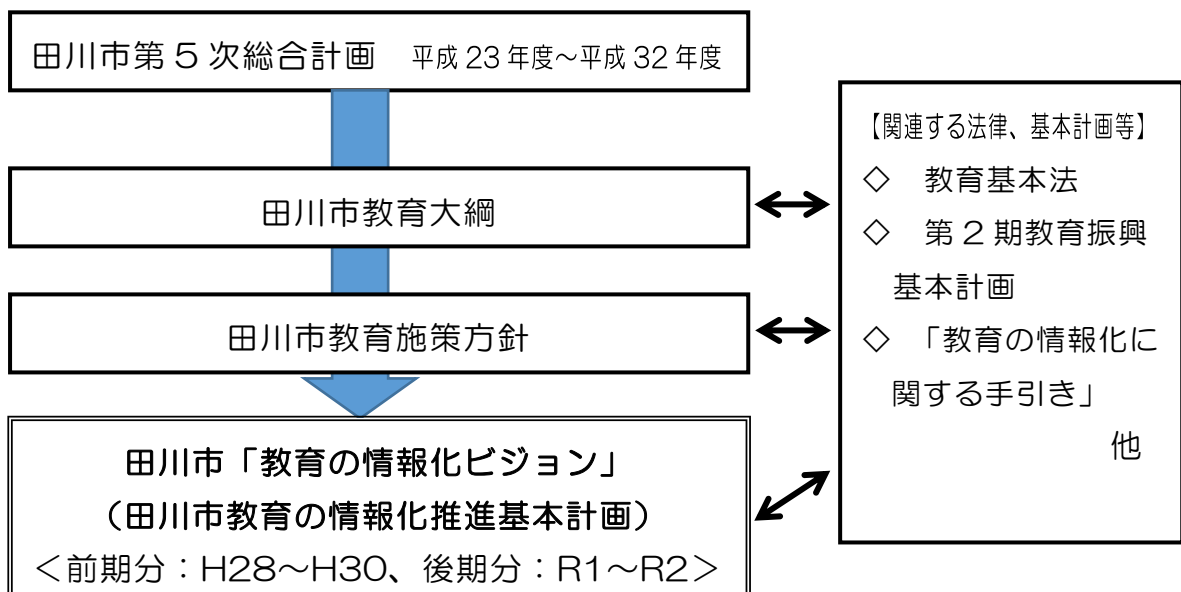 田川市第５次総合計画　平成 23 年度～平成 32 年度
田川市教育大綱
田川市教育施策方針
田川市「教育の情報化ビジョン」
（田川市教育の情報化推進基本計画）
＜前期分：H28～H30、後期分：R1～R2＞
【関連する法律、基本計画等】
◇　教育基本法
◇　第２期教育振興
基本計画
◇　「教育の情報化に
関する手引き」
他